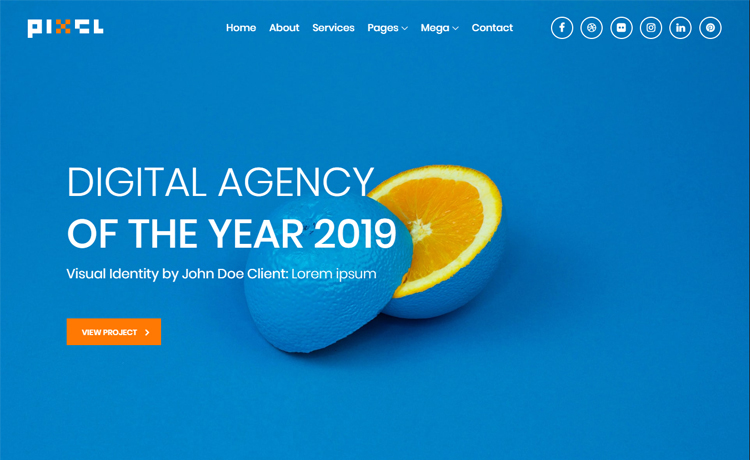 PIXEL
Home About Services Pages Mega Contact
DIGITAL AGENCY
OF THE YEAR 2019
Visual Identity by John Doe Client: Lorem ipsum
VIEW PROJECT